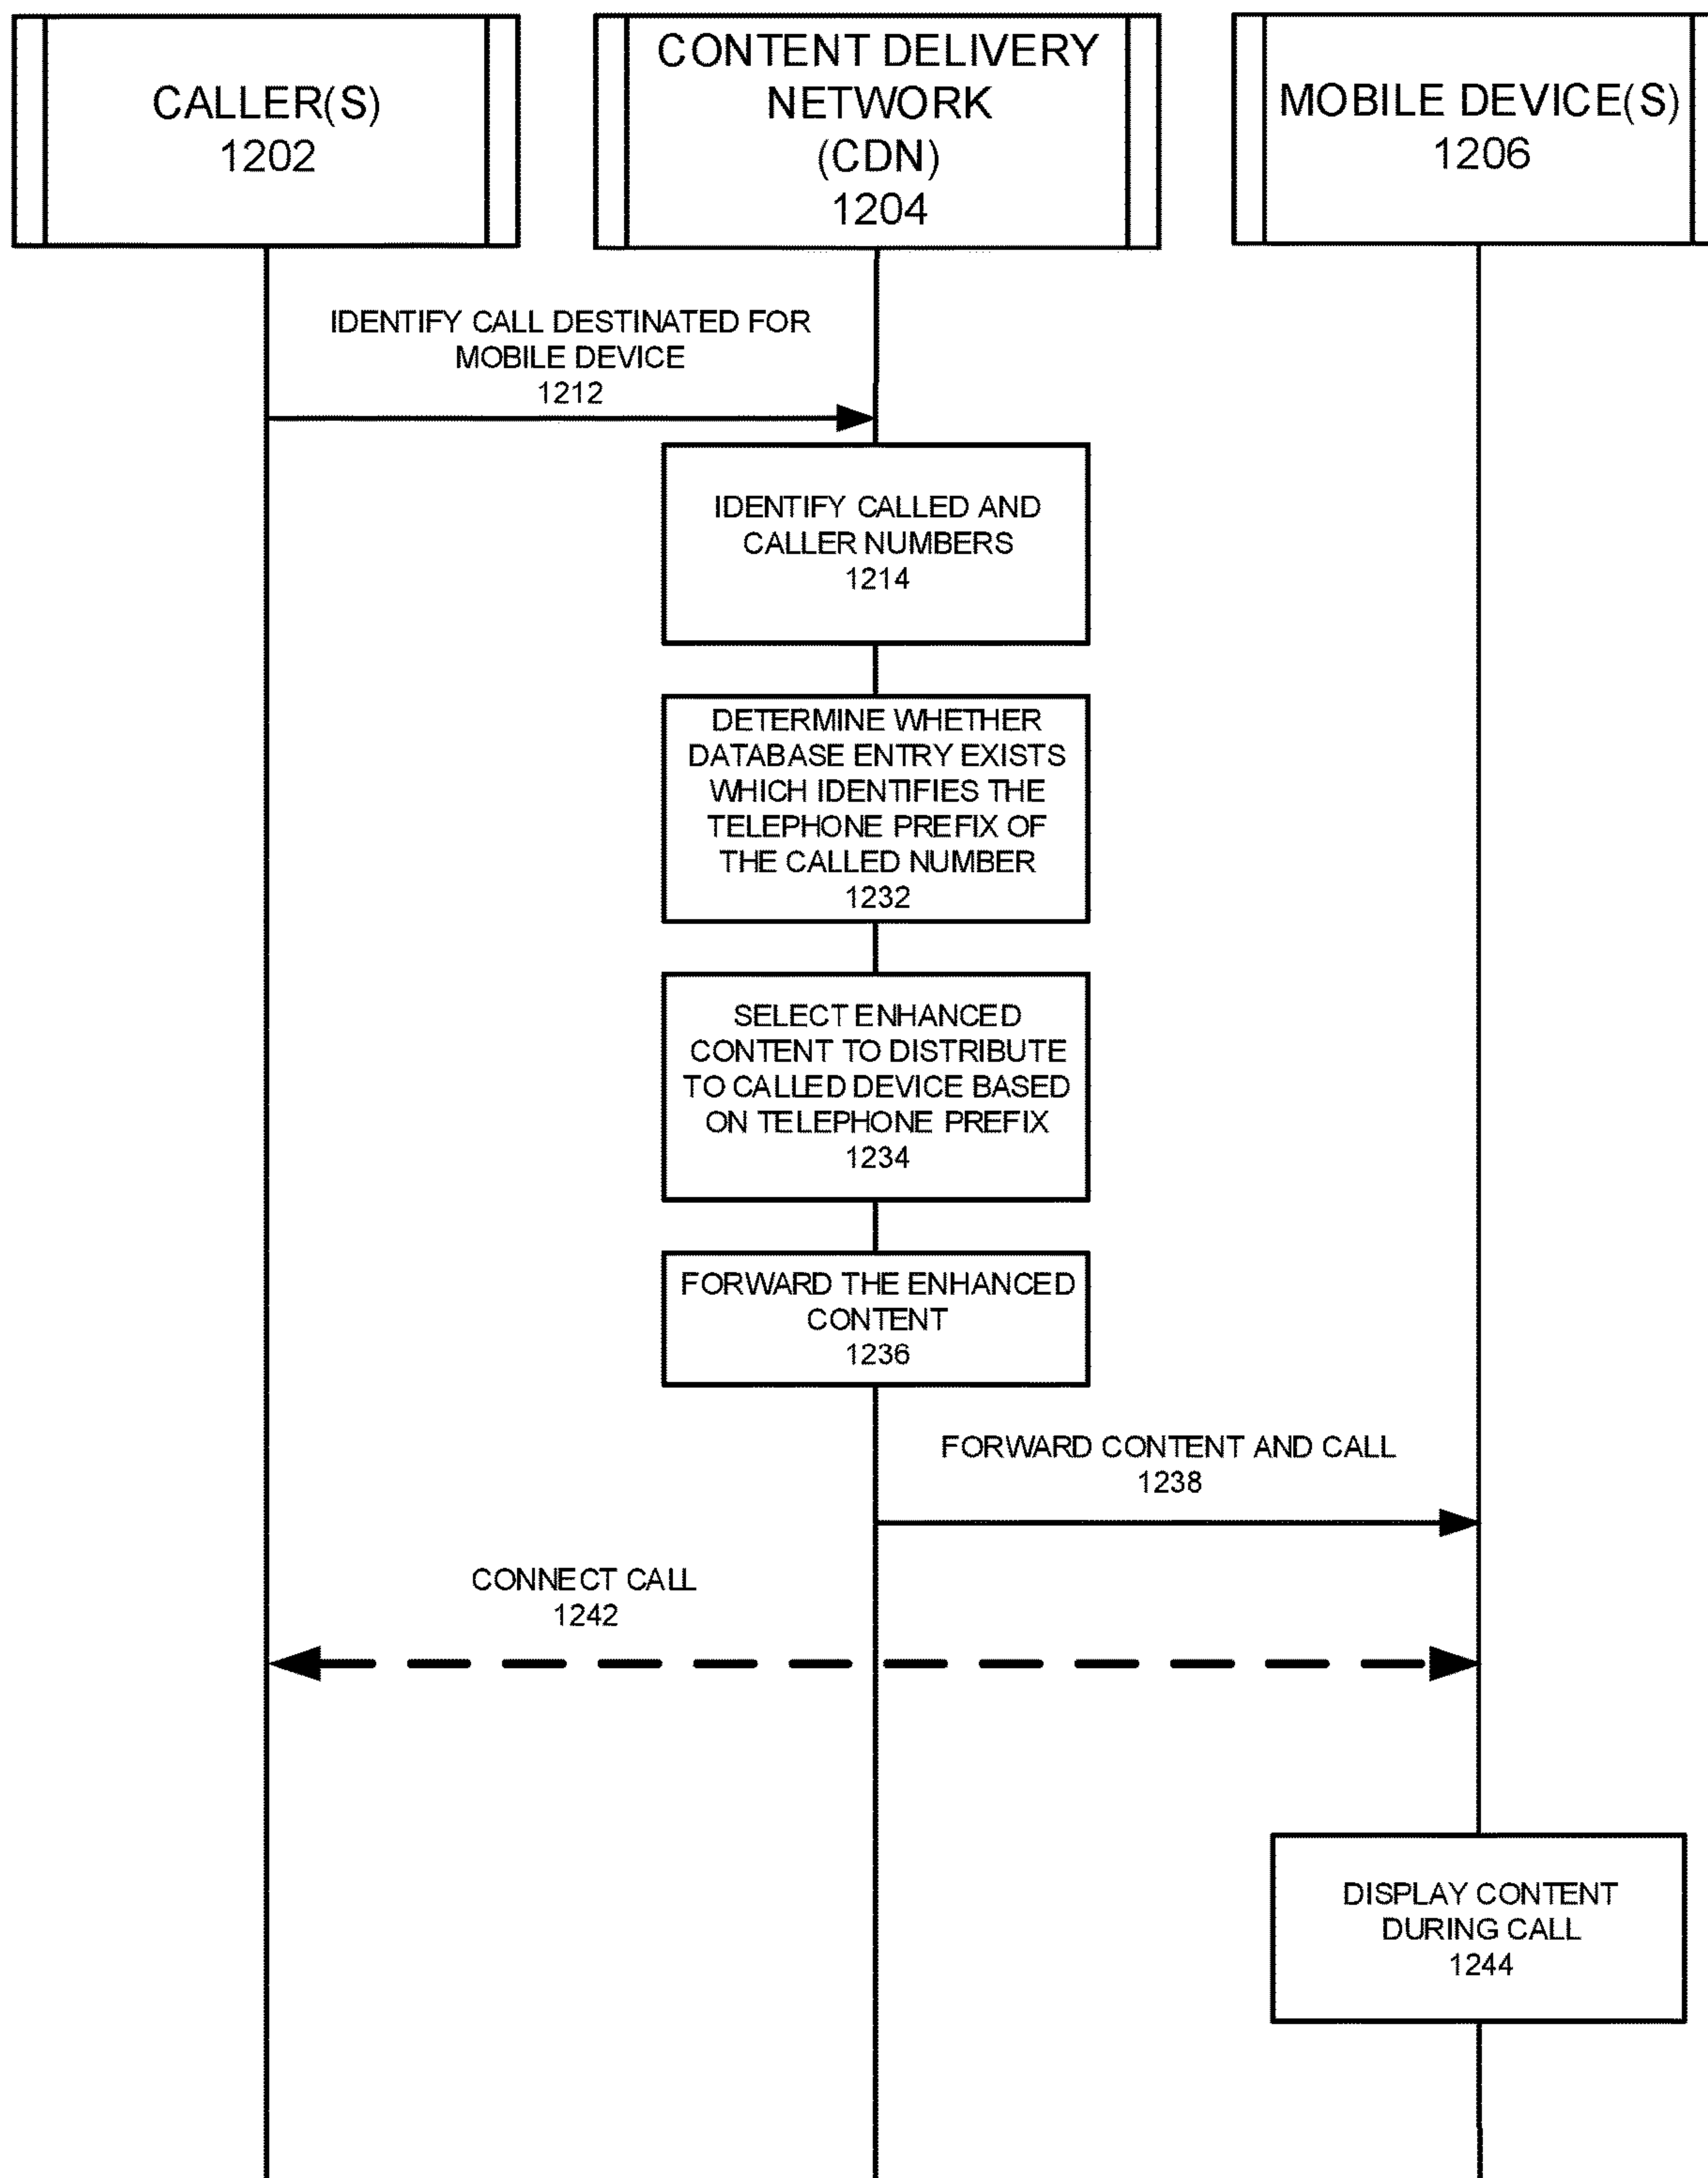 CALLER(S)
1202
CONTENT DELIVERY
NETWORK
(CDN)
1204
MOBILE DEVICE(S)
1206
IDENTIFY CALL DESTINATED FOR
MOBILE DEVICE
1212
IDENTIFY CALLED AND
CALLER NUMBERS
1214
DETERMINE WHETHER
DATABASE ENTRY EXISTS
WHICH IDENTIFIES THE
TELEPHONE PREFIX OF
THE CALLED NUMBER
1232
SELECT ENHANCED
CONTENT TO DISTRIBUTE
TO CALLED DEVICE BASED
ON TELEPHONE PREFIX
1234
FORWARD THE ENHANCED
CONTENT
1236
FORWARD CONTENT AND CALL
1238
CONNECT CALL
1242
DISPLAY CONTENT
DURING CALL
1244